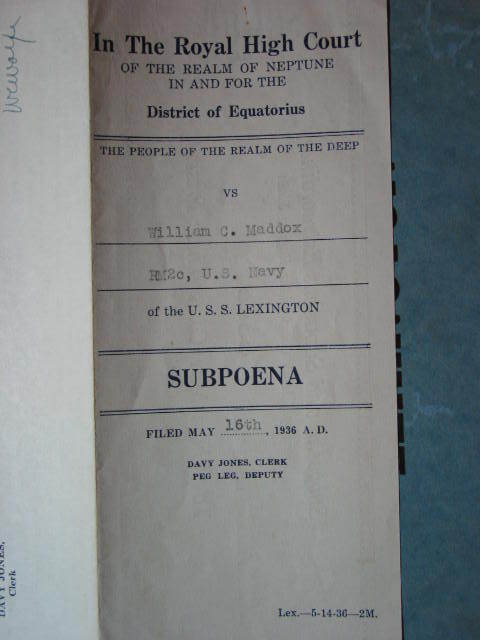 In The Royal High Court
OF THE REALM OF NEPTUNE
IN AND FOR THE
District of Equatorius
THE PEOPLE OF THE REALM OF THE DEEP
VS
William C. Maddox
RM2c, U.S. Navy
of the U. S. S. LEXINGTON
SUBPOENA
FILED MAY 16th, 1936 A. D.
DAVY JONES, CLERK
PEG LEG, DEPUTY
Lex.—5-14-36—2M.
DAVY JONES,
Clerk